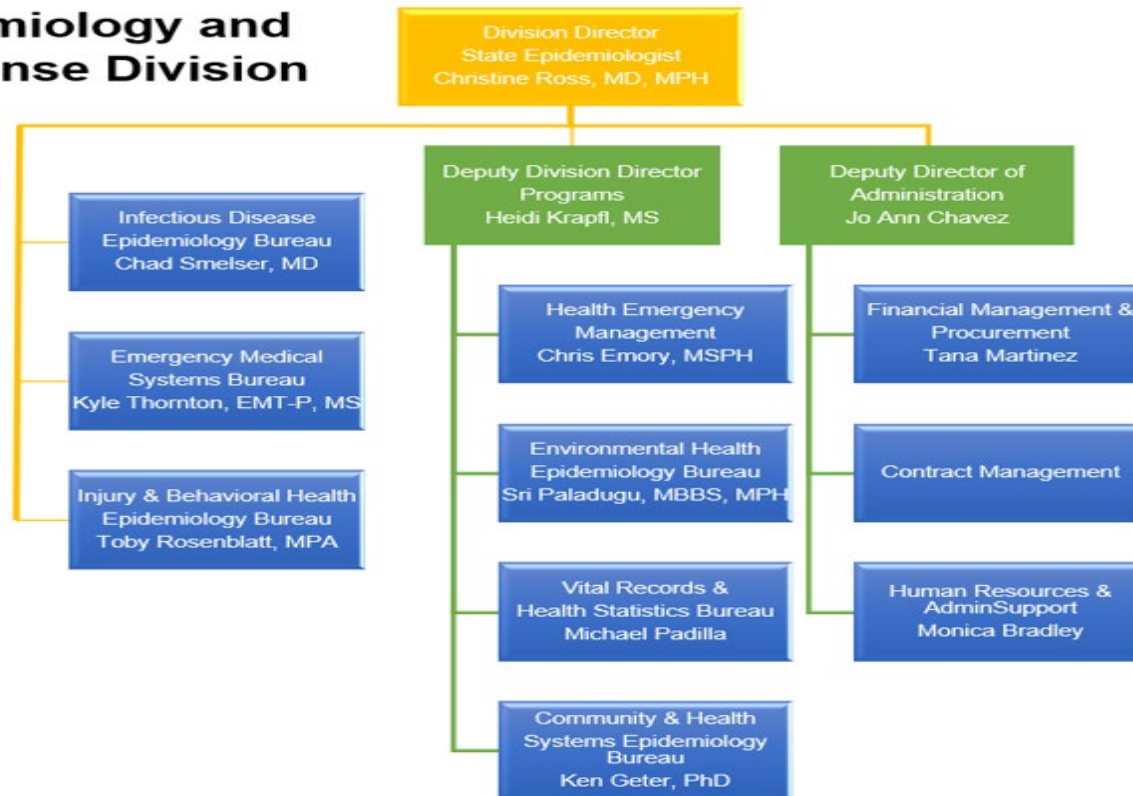 miology and
nse Division
Division Director
State Epidemiologist
Christine Ross, MD, MPH
Infectious Disease
Epidemiology Bureau
Chad Smelser, MD
Emergency Medical
Systems Bureau
Kyle Thornton, EMT-P, MS
Injury & Behavioral Health
Epidemiology Bureau
Toby Rosenblatt, MPA
Deputy Division Director
Programs
Heidi Krapfl, MS
Health Emergency
Management
Chris Emory, MSPH
Environmental Health
Epidemiology Bureau
Sri Paladugu, MBBS, MPH
Vital Records &
Health Statistics Bureau
Michael Padilla
Community & Health
Systems Epidemiology
Bureau
Ken Geter, PhD
Deputy Director of
Administration
Jo Ann Chavez
Financial Management &
Procurement
Tana Martinez
Contract Management
Human Resources &
AdminSupport
Monica Bradley